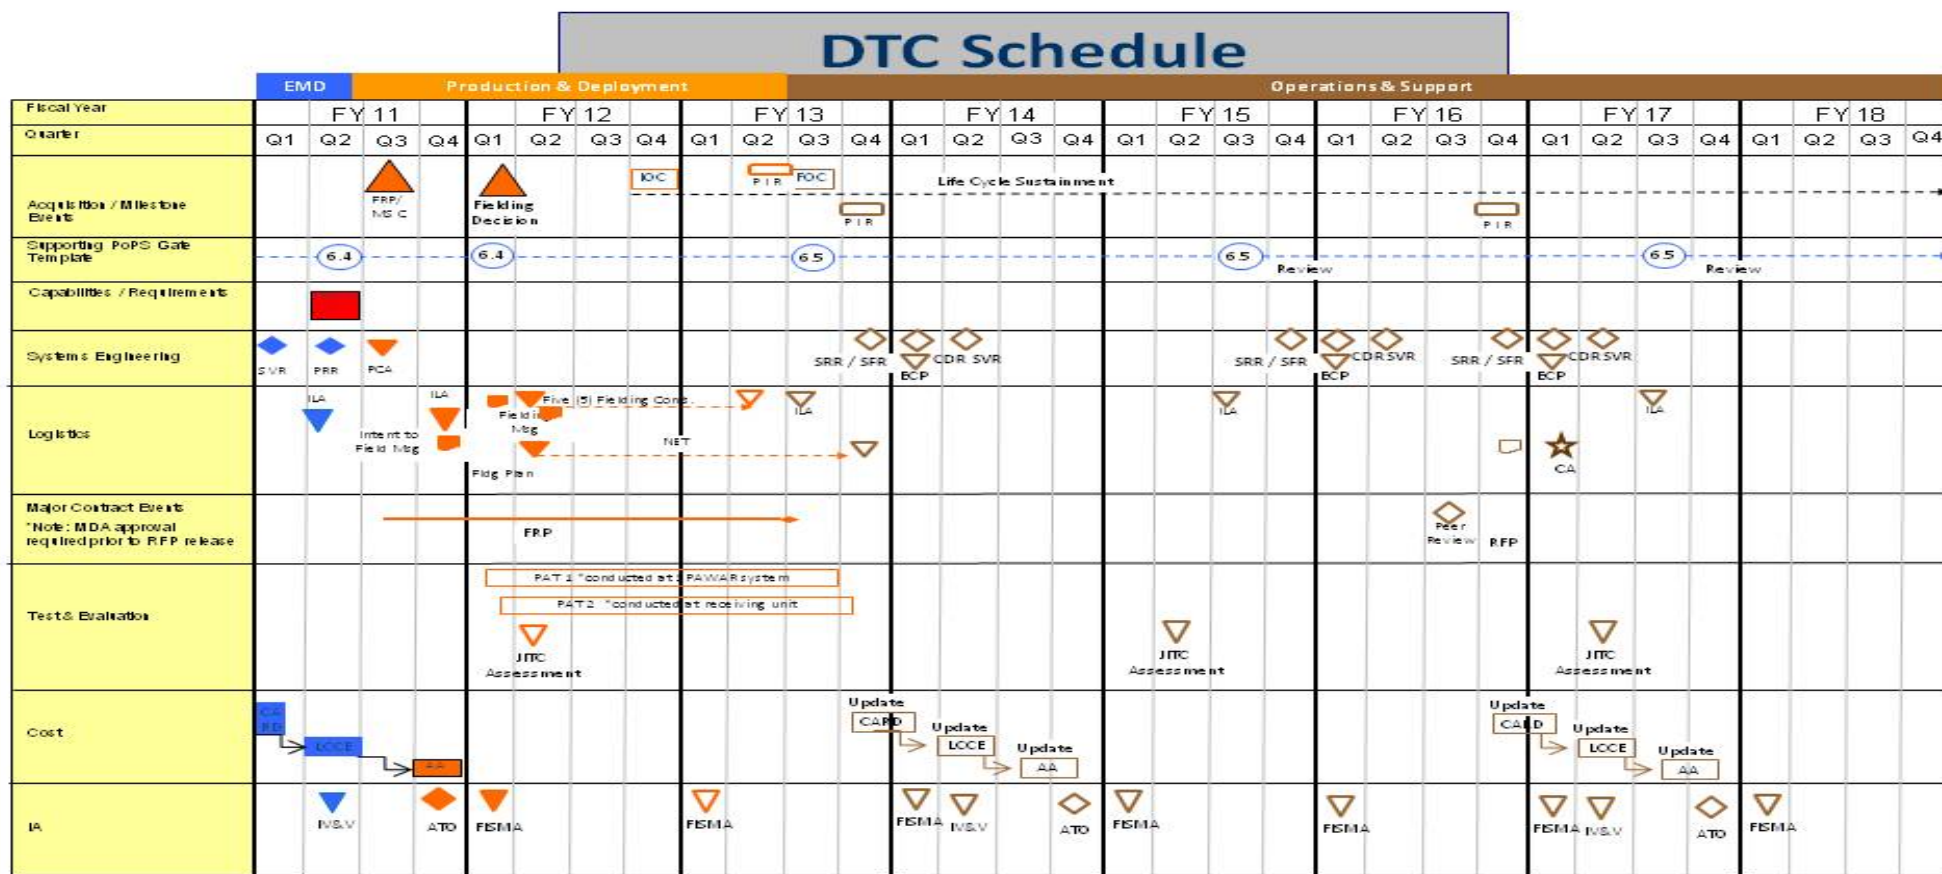 DTC Schedule
EMD Production & Deployment Operations & Support
Fiscal Year FY 11 FY 12 FY 13 FY 14 FY 15 FY 16 FY 17 FY 18
Quarter Q1 Q2 Q3 Q4 Q1 Q2 Q3 Q4 Q1 Q2 Q3 Q4 Q1 Q2 Q3 Q4 Q1 Q2 Q3 Q4 Q1 Q2 Q3 Q4 Q1 Q2 Q3 Q4 Q1 Q2 Q3 Q4
IOC PIR FOC Life Cycle Sustainment
Acquisition / Milestone
Events
FRP/
MS C
Fielding
Decision
PIR PIR
Supporting PoPS Gate
Template
6.4 6.4 6.5 6.5 Review 6.5 Review
Capabilities / Requirements
Systems Engineering
SVR PRR PCA SRR / SFR ECP CDR SVR SRR / SFR ECP CDR SVR SRR / SFR ECP CDR SVR
Logistics
ILA ILA Five (5) Fielding Cons. ILA ILA ILA
Intent to
Field Msg
Fielding
Msg
NET
Fldg Plan
CA
Major Contract Events
*Note: MDA approval
required prior to RFP release
FRP
Peer
Review
RFP
Test & Evaluation
PAT 1 *conducted at SPAWAR system
PAT 2 *conducted at receiving unit
JITC
Assessment
JITC
Assessment
JITC
Assessment
Cost
CARD
LCCE
AA
Update
CARD
Update
LCCE
Update
AA
Update
CARD
Update
LCCE
Update
AA
IA
IV&V ATO FISMA FISMA FISMA IV&V ATO FISMA FISMA FISMA IV&V ATO FISMA